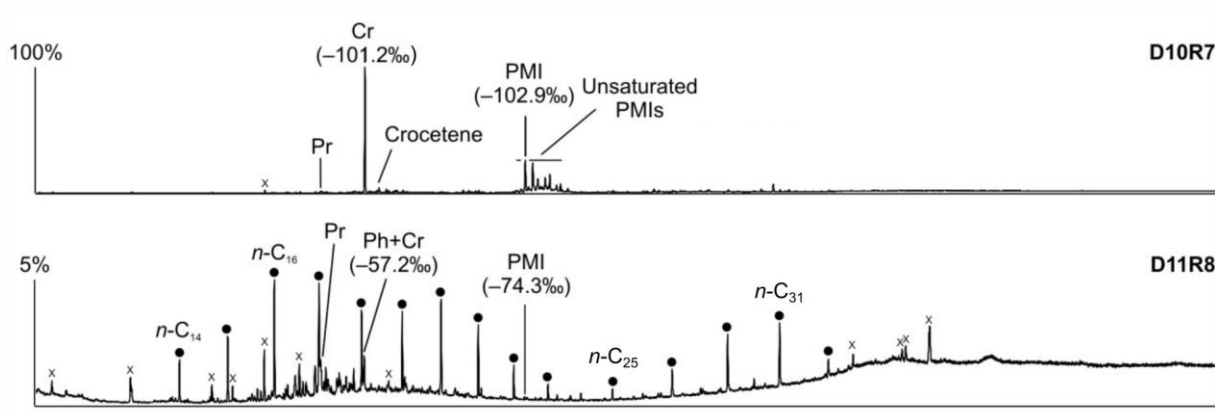 100%
D10R7
Cr
(–101.2‰)
PMI
(–102.9‰)
Unsaturated
PMIs
Pr
Crocetene
x
5%
D11R8
n-C₁₆
Pr
Ph+Cr
(–57.2‰)
PMI
(–74.3‰)
n-C₁₄
n-C₂₅
n-C₃₁
x
x
x
x
x
x
x
x
x
x
x